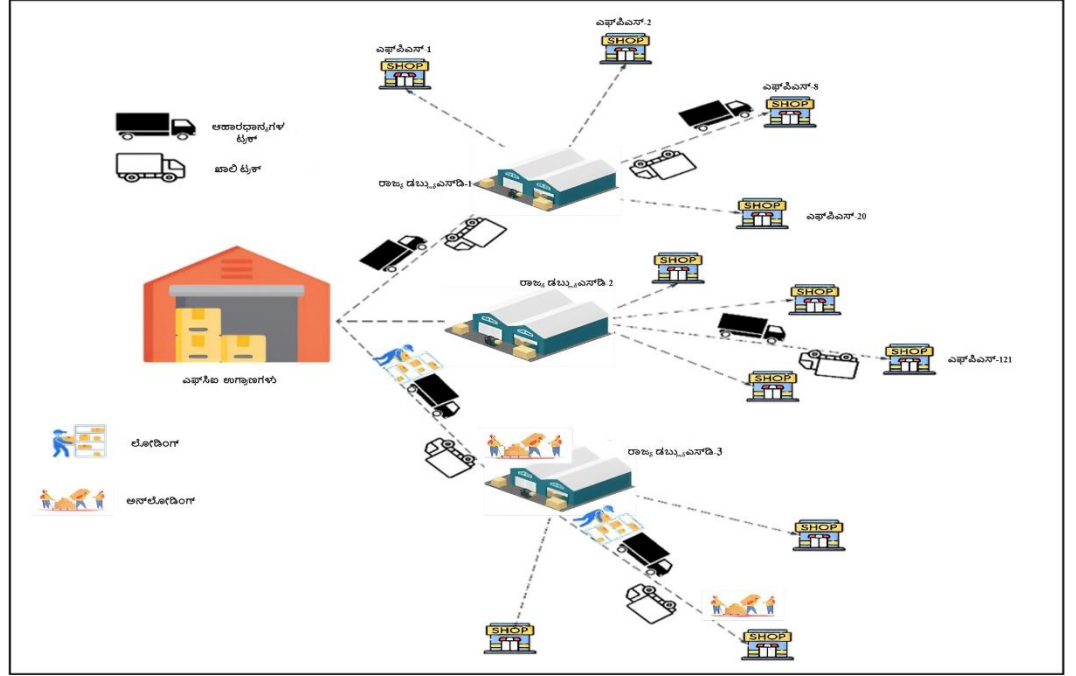 ಎಫ್‌ಪಿಎಸ್-2
ಎಫ್‌ಪಿಎಸ್-1
SHOP
SHOP
ಎಫ್‌ಪಿಎಸ್-8
SHOP
ಆಹಾರಧಾನ್ಯಗಳ
ಟ್ರಕ್
ಖಾಲಿ ಟ್ರಕ್
ರಾಜ್ಯ ಡಬ್ಲ್ಯುಎಸ್‌ಡಿ-1
SHOP
ಎಫ್‌ಪಿಎಸ್-20
SHOP
ರಾಜ್ಯ ಡಬ್ಲ್ಯುಎಸ್‌ಡಿ-2
SHOP
SHOP
ಎಫ್‌ಪಿಎಸ್-121
SHOP
ಎಫ್‌ಸಿಐ ಉಗ್ರಾಣಗಳು
ಲೋಡಿಂಗ್
ರಾಜ್ಯ ಡಬ್ಲ್ಯುಎಸ್‌ಡಿ-3
ಅನ್‌ಲೋಡಿಂಗ್
SHOP
SHOP
SHOP